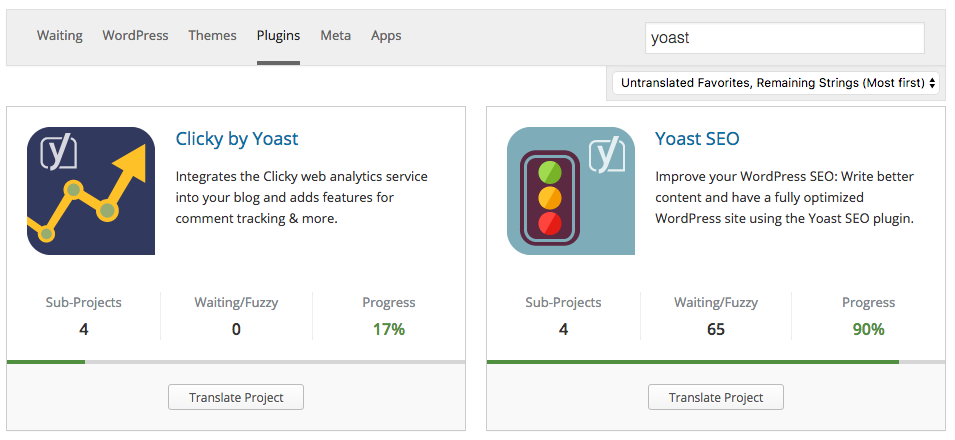 Waiting WordPress Themes Plugins Meta Apps yoast
Untranslated Favorites, Remaining Strings (Most first)
y
Clicky by Yoast
Integrates the Clicky web analytics service
into your blog and adds features for
comment tracking & more.
Sub-Projects Waiting/Fuzzy Progress
4 0 17%
Translate Project
y
Yoast SEO
Improve your WordPress SEO: Write better
content and have a fully optimized
WordPress site using the Yoast SEO plugin.
Sub-Projects Waiting/Fuzzy Progress
4 65 90%
Translate Project